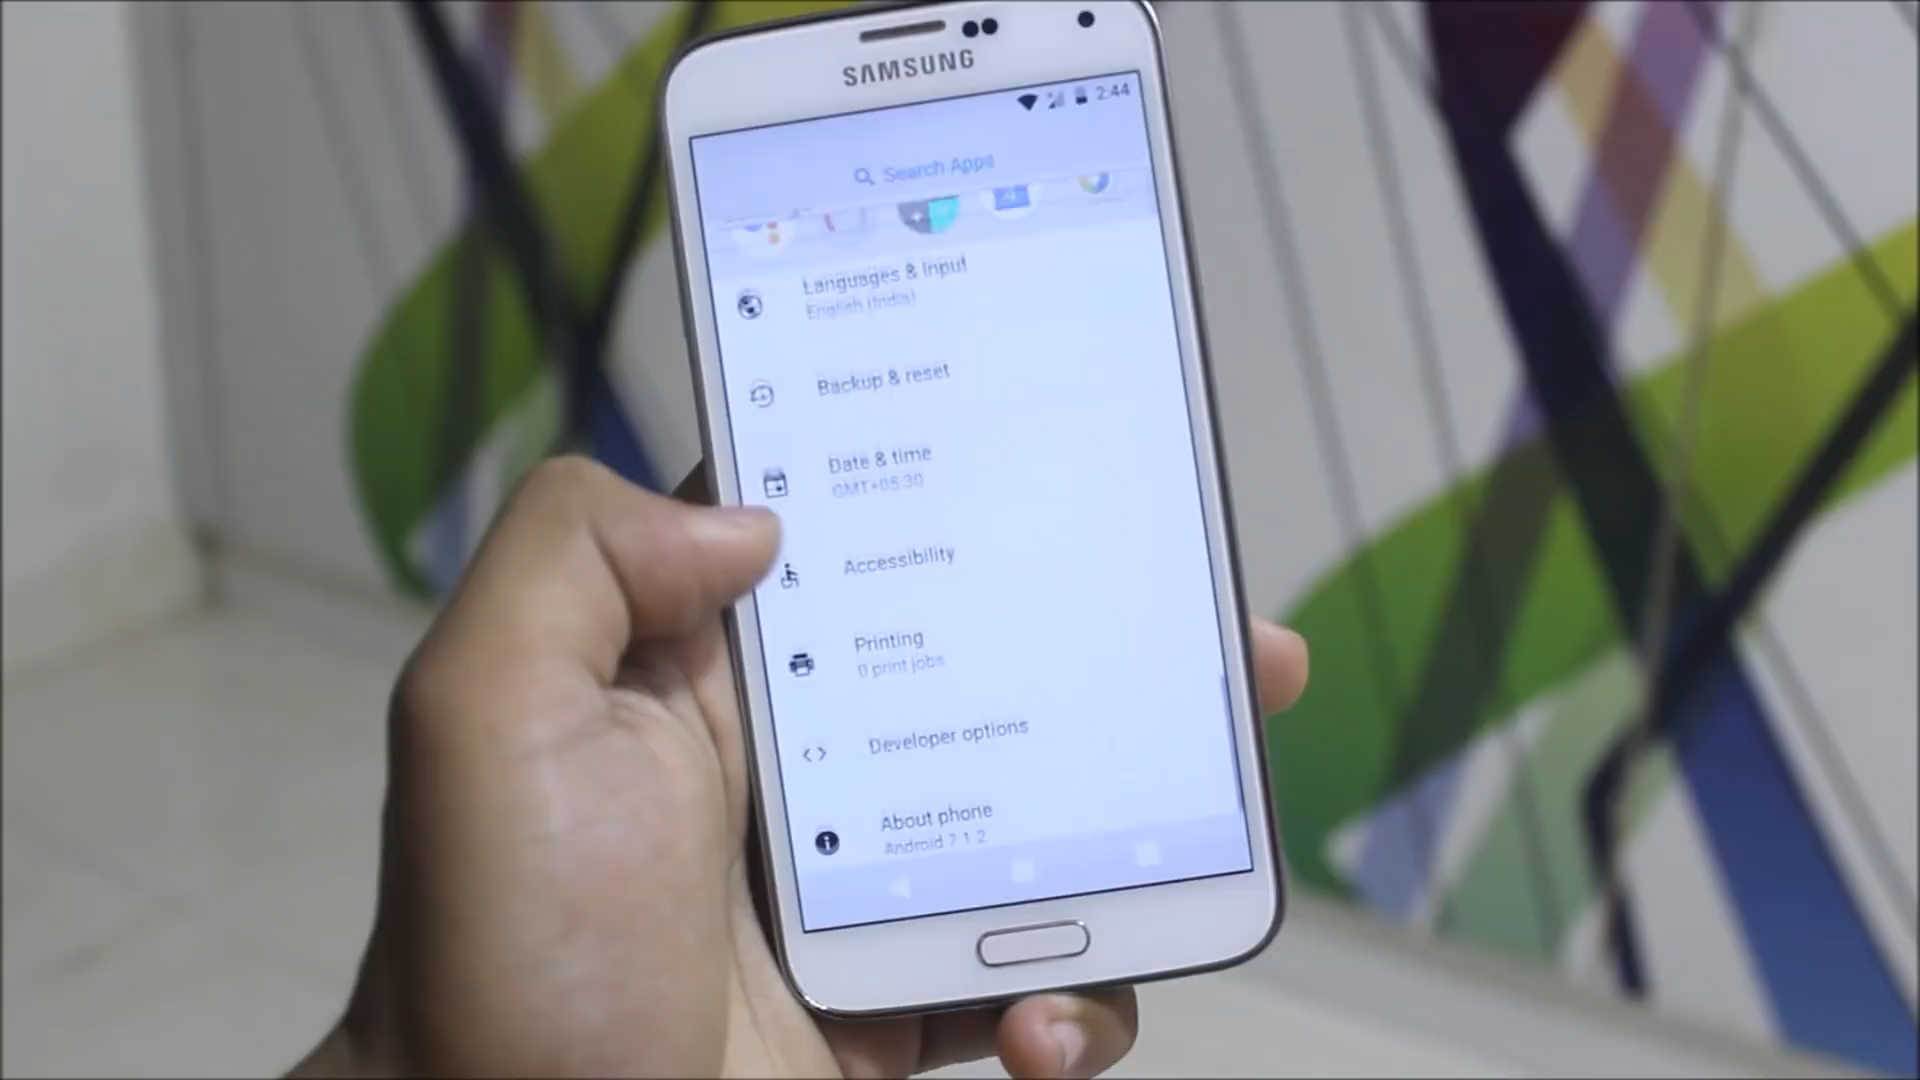 SAMSUNG
2:44
Search Apps
Languages & input
English (India)
Backup & reset
Date & time
GMT+05:30
Accessibility
Printing
0 print jobs
Developer options
About phone
Android 7.1.2